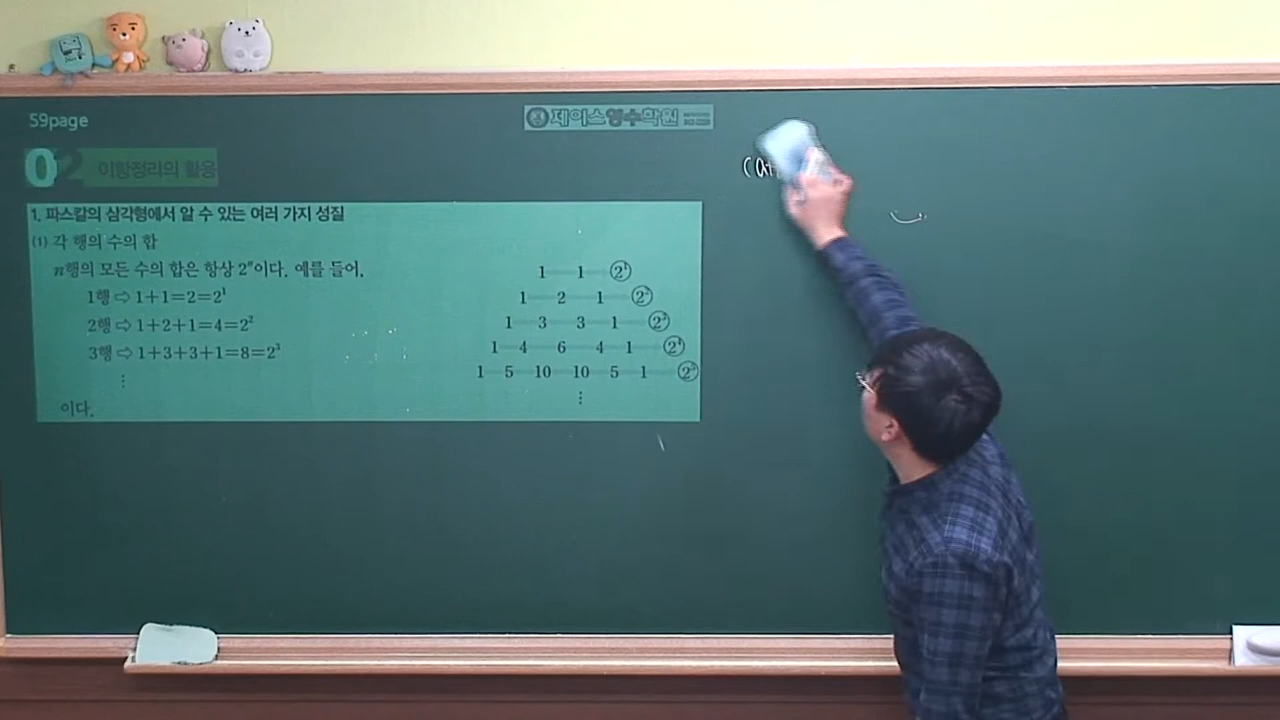 59page
제이스영수학원
02 이항정리의 활용
(a+
1. 파스칼의 삼각형에서 알 수 있는 여러 가지 성질
(1) 각 행의 수의 합
n행의 모든 수의 합은 항상 2ⁿ이다. 예를 들어,
1행 ⇨ 1+1=2=2¹
2행 ⇨ 1+2+1=4=2²
3행 ⇨ 1+3+3+1=8=2³
⋮
이다.
1 1 2¹
1 2 1 2²
1 3 3 1 2³
1 4 6 4 1 2⁴
1 5 10 10 5 1 2⁵
⋮